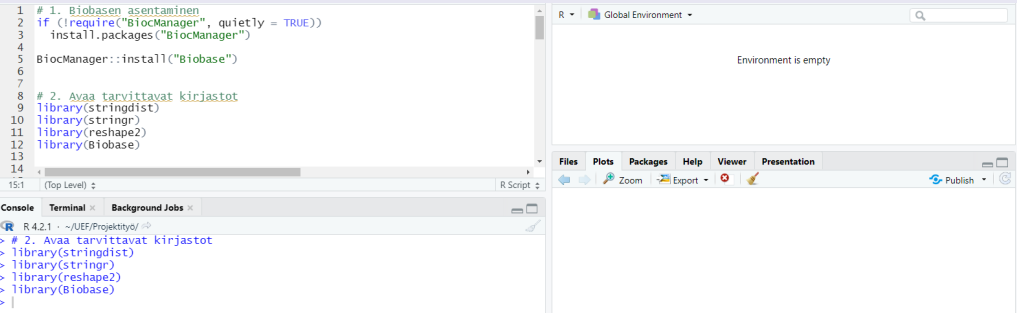 1 # 1. Biobasen asentaminen
2 if (!require("BiocManager", quietly = TRUE))
3   install.packages("BiocManager")
4
5 BiocManager::install("Biobase")
6
7
8 # 2. Avaa tarvittavat kirjastot
9 library(stringdist)
10 library(stringr)
11 library(reshape2)
12 library(Biobase)
13
14
15:1 (Top Level) R Script
Console Terminal Background Jobs
R 4.2.1 · ~/UEF/Projektityö/
> # 2. Avaa tarvittavat kirjastot
> library(stringdist)
> library(stringr)
> library(reshape2)
> library(Biobase)
>
R Global Environment
Environment is empty
Files Plots Packages Help Viewer Presentation
Zoom Export Publish